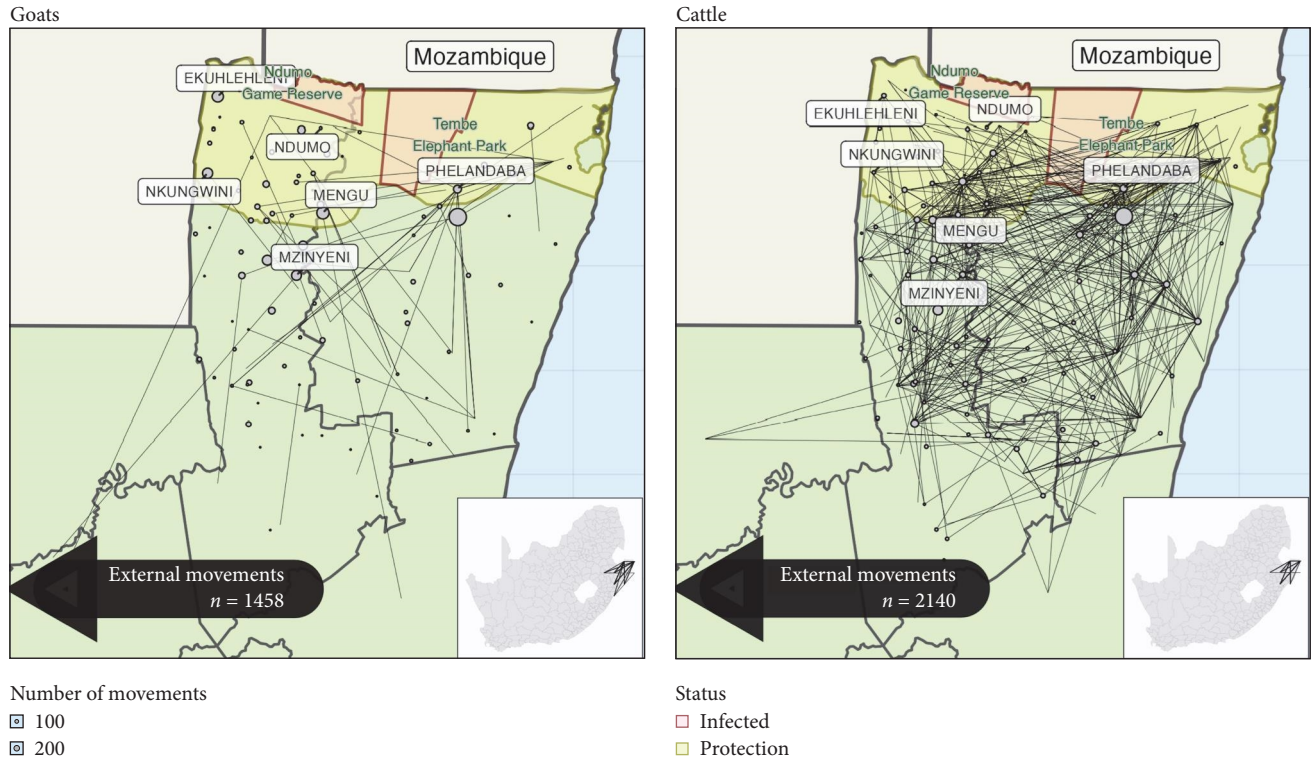 Goats
Mozambique
EKUHLEHLENI
Ndumo
Game Reserve
NDUMO
Tembe
Elephant Park
PHELANDABA
NKUNGWINI
MENGU
MZINYENI
External movements
n = 1458
Number of movements
100
200
Cattle
Mozambique
Ndumo
Game Reserve
EKUHLEHLENI
NDUMO
Tembe
Elephant Park
NKUNGWINI
PHELANDABA
MENGU
MZINYENI
External movements
n = 2140
Status
Infected
Protection